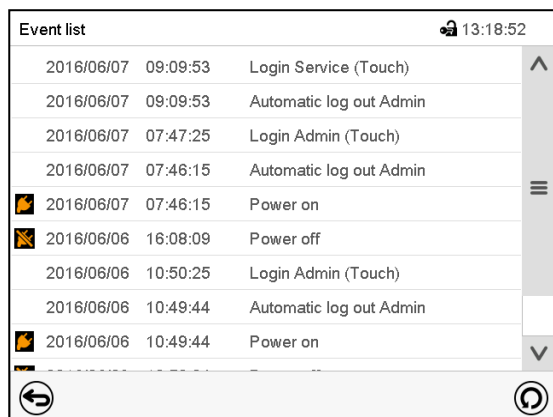 Event list 13:18:52
2016/06/07 09:09:53 Login Service (Touch)
2016/06/07 09:09:53 Automatic log out Admin
2016/06/07 07:47:25 Login Admin (Touch)
2016/06/07 07:46:15 Automatic log out Admin
2016/06/07 07:46:15 Power on
2016/06/06 16:08:09 Power off
2016/06/06 10:50:25 Login Admin (Touch)
2016/06/06 10:49:44 Automatic log out Admin
2016/06/06 10:49:44 Power on